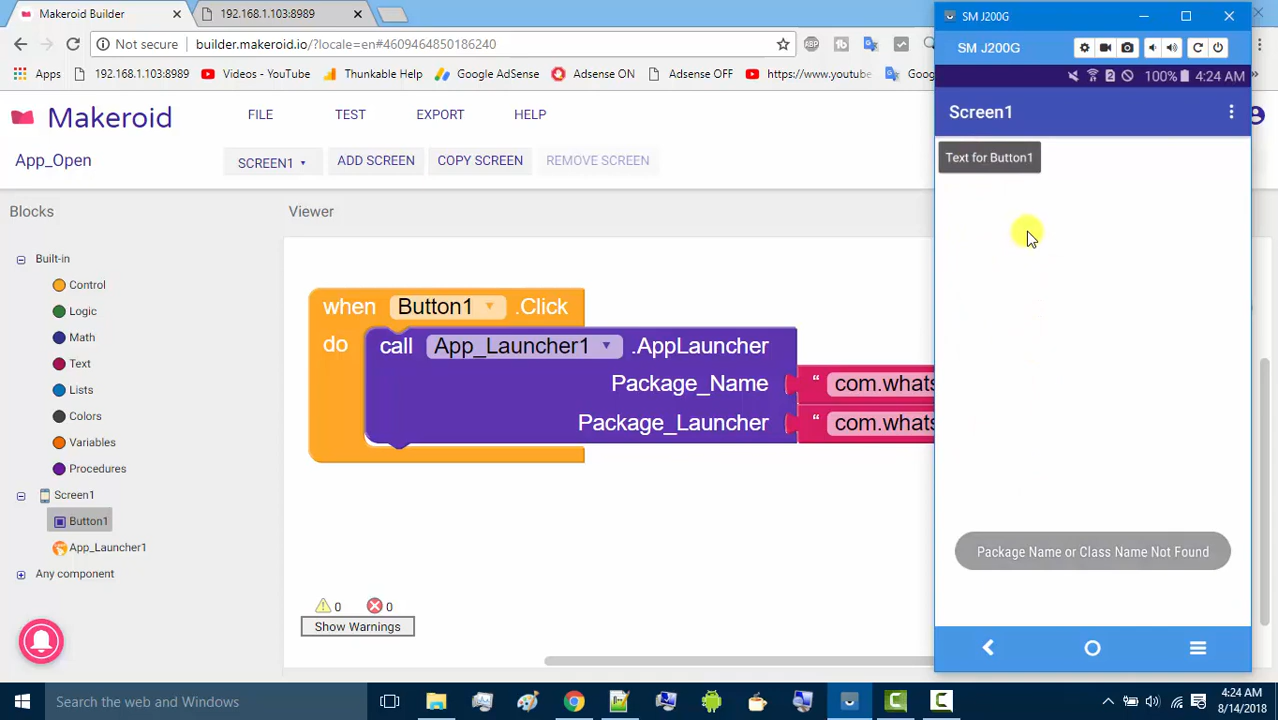 Makeroid Builder
192.168.1.103:8989
Not secure
builder.makeroid.io/?locale=en#4609464850186240
Apps
192.168.1.103:8989
Videos - YouTube
Thunkable Help
Google AdSense
Adsense ON
Adsense OFF
https://www.youtube
Goog
Makeroid
FILE
TEST
EXPORT
HELP
App_Open
SCREEN1
ADD SCREEN
COPY SCREEN
REMOVE SCREEN
Blocks
Viewer
Built-in
Control
Logic
Math
Text
Lists
Colors
Variables
Procedures
Screen1
Button1
App_Launcher1
Any component
when Button1 .Click
do call App_Launcher1 .AppLauncher
Package_Name “ com.whats
Package_Launcher “ com.whats
0 0
Show Warnings
SM J200G
SM J200G
2 100% 4:24 AM
Screen1
Text for Button1
Package Name or Class Name Not Found
Search the web and Windows
4:24 AM
8/14/2018